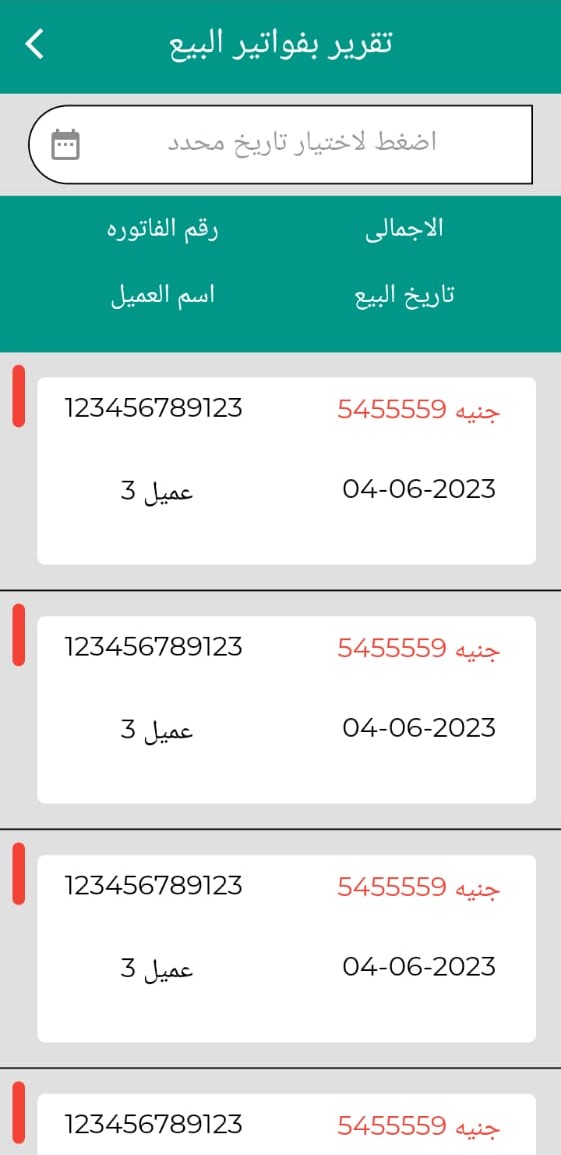 تقرير بفواتير البيع
اضغط لاختيار تاريخ محدد
الاجمالى رقم الفاتوره
تاريخ البيع اسم العميل
جنيه 5455559 123456789123
04-06-2023 عميل 3
جنيه 5455559 123456789123
04-06-2023 عميل 3
جنيه 5455559 123456789123
04-06-2023 عميل 3
جنيه 5455559 123456789123